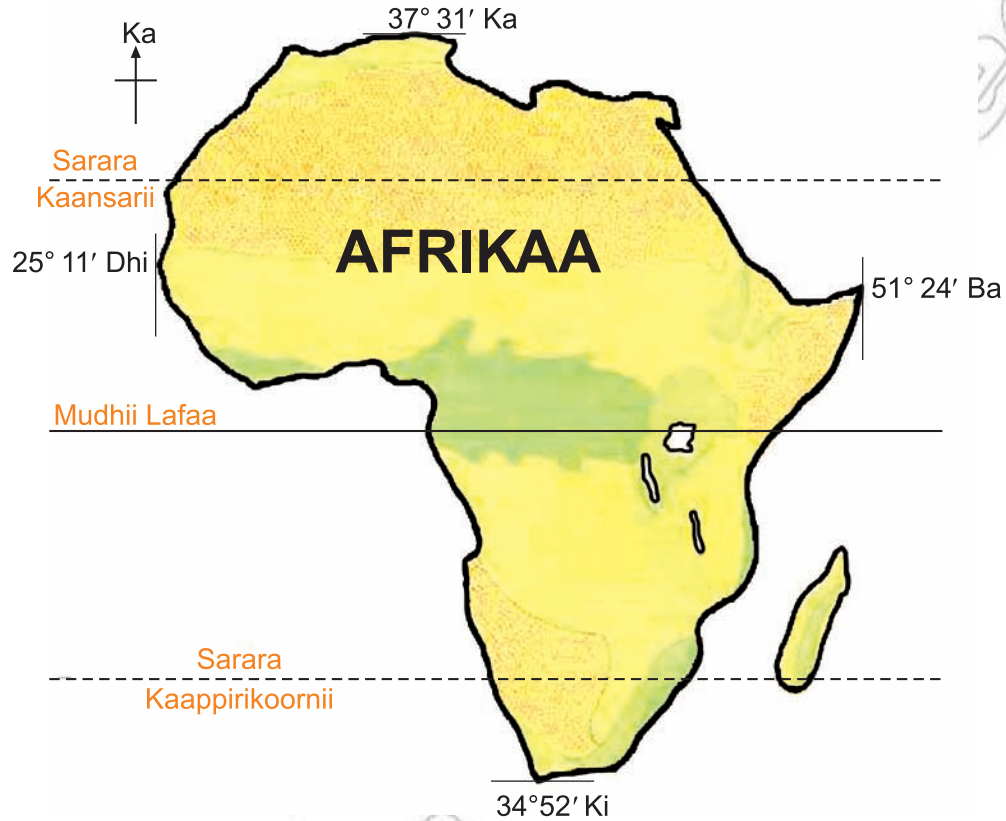 37° 31′ Ka
Ka
Sarara
Kaansarii
AFRIKAA
25° 11′ Dhi
51° 24′ Ba
Mudhii Lafaa
Sarara
Kaappirikoornii
34°52′ Ki